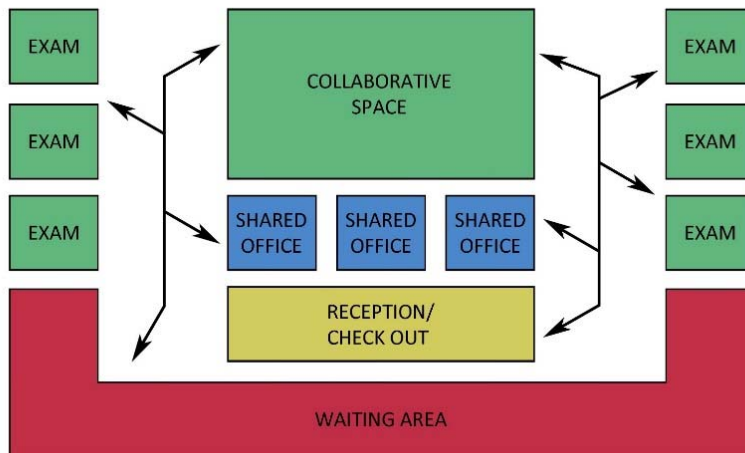 EXAM
COLLABORATIVE
SPACE
EXAM
EXAM
EXAM
EXAM
SHARED
OFFICE
SHARED
OFFICE
SHARED
OFFICE
EXAM
RECEPTION/
CHECK OUT
WAITING AREA